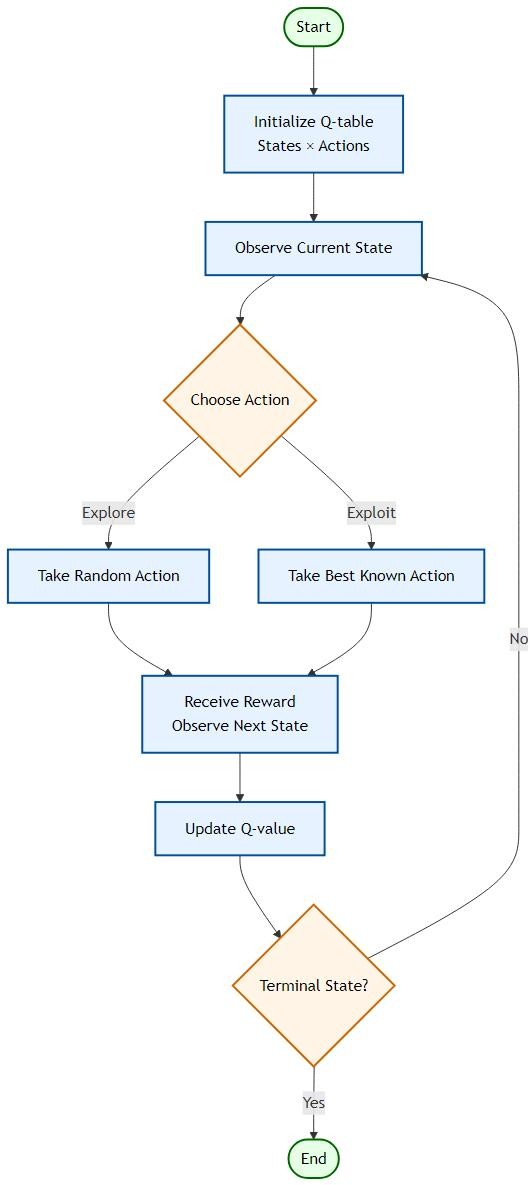 Start
Initialize Q-table
States × Actions
Observe Current State
Choose Action
Explore
Exploit
Take Random Action
Take Best Known Action
No
Receive Reward
Observe Next State
Update Q-value
Terminal State?
Yes
End